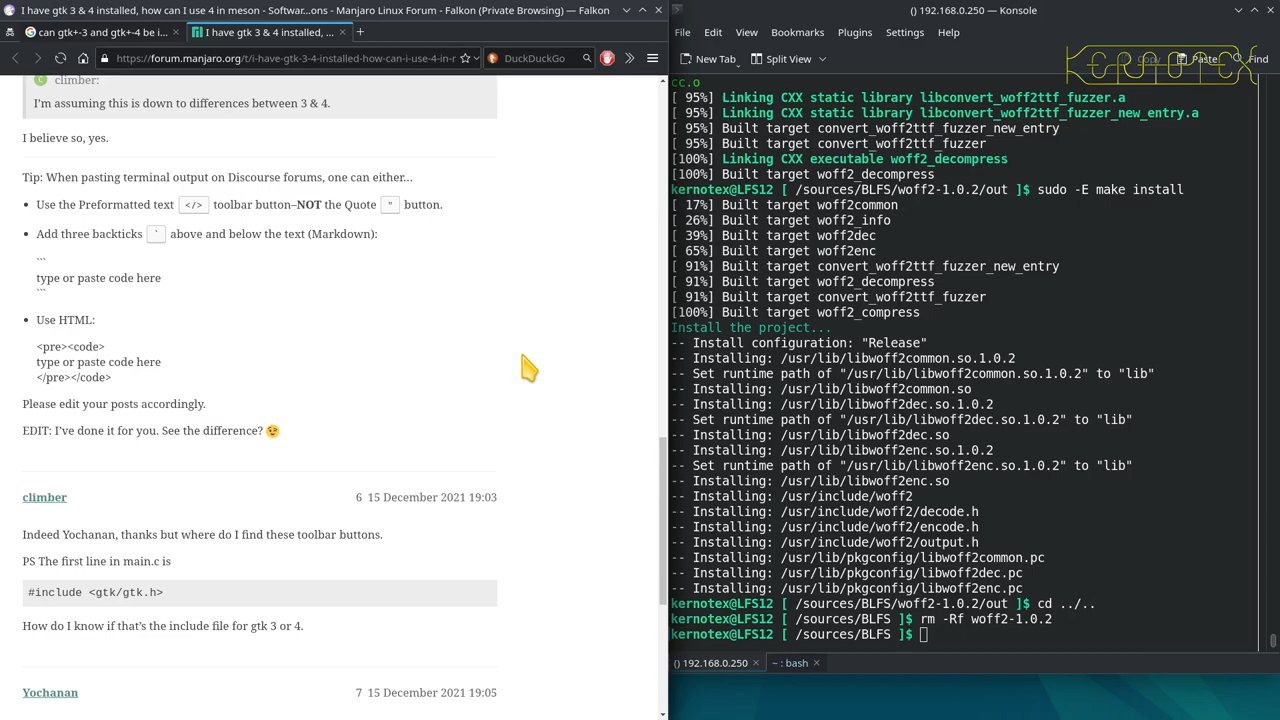 I have gtk 3 & 4 installed, how can I use 4 in meson - Softwar...ons - Manjaro Linux Forum - Falkon (Private Browsing) — Falkon
can gtk+-3 and gtk+-4 be i...
I have gtk 3 & 4 installed, ...
https://forum.manjaro.org/t/i-have-gtk-3-4-installed-how-can-i-use-4-in-m
DuckDuckGo
climber:
I’m assuming this is down to differences between 3 & 4.
I believe so, yes.
Tip: When pasting terminal output on Discourse forums, one can either…
Use the Preformatted text </> toolbar button–NOT the Quote " button.
Add three backticks ` above and below the text (Markdown):
```
type or paste code here
```
Use HTML:
<pre><code>
type or paste code here
</pre></code>
Please edit your posts accordingly.
EDIT: I’ve done it for you. See the difference? 😉
climber 6 15 December 2021 19:03
Indeed Yochanan, thanks but where do I find these toolbar buttons.
PS The first line in main.c is
#include <gtk/gtk.h>
How do I know if that’s the include file for gtk 3 or 4.
Yochanan 7 15 December 2021 19:05
() 192.168.0.250 — Konsole
File Edit View Bookmarks Plugins Settings Help
New Tab Split View Copy Paste Find
KERNOTEX
cc.o
[ 95%] Linking CXX static library libconvert_woff2ttf_fuzzer.a
[ 95%] Linking CXX static library libconvert_woff2ttf_fuzzer_new_entry.a
[ 95%] Built target convert_woff2ttf_fuzzer_new_entry
[ 95%] Built target convert_woff2ttf_fuzzer
[100%] Linking CXX executable woff2_decompress
[100%] Built target woff2_decompress
kernotex@LFS12 [ /sources/BLFS/woff2-1.0.2/out ]$ sudo -E make install
[ 17%] Built target woff2common
[ 26%] Built target woff2_info
[ 39%] Built target woff2dec
[ 65%] Built target woff2enc
[ 91%] Built target convert_woff2ttf_fuzzer_new_entry
[ 91%] Built target woff2_decompress
[ 91%] Built target convert_woff2ttf_fuzzer
[100%] Built target woff2_compress
Install the project...
-- Install configuration: "Release"
-- Installing: /usr/lib/libwoff2common.so.1.0.2
-- Set runtime path of "/usr/lib/libwoff2common.so.1.0.2" to "lib"
-- Installing: /usr/lib/libwoff2common.so
-- Installing: /usr/lib/libwoff2dec.so.1.0.2
-- Set runtime path of "/usr/lib/libwoff2dec.so.1.0.2" to "lib"
-- Installing: /usr/lib/libwoff2dec.so
-- Installing: /usr/lib/libwoff2enc.so.1.0.2
-- Set runtime path of "/usr/lib/libwoff2enc.so.1.0.2" to "lib"
-- Installing: /usr/lib/libwoff2enc.so
-- Installing: /usr/include/woff2
-- Installing: /usr/include/woff2/decode.h
-- Installing: /usr/include/woff2/encode.h
-- Installing: /usr/include/woff2/output.h
-- Installing: /usr/lib/pkgconfig/libwoff2common.pc
-- Installing: /usr/lib/pkgconfig/libwoff2dec.pc
-- Installing: /usr/lib/pkgconfig/libwoff2enc.pc
kernotex@LFS12 [ /sources/BLFS/woff2-1.0.2/out ]$ cd ../..
kernotex@LFS12 [ /sources/BLFS ]$ rm -Rf woff2-1.0.2
kernotex@LFS12 [ /sources/BLFS ]$
() 192.168.0.250
~ : bash